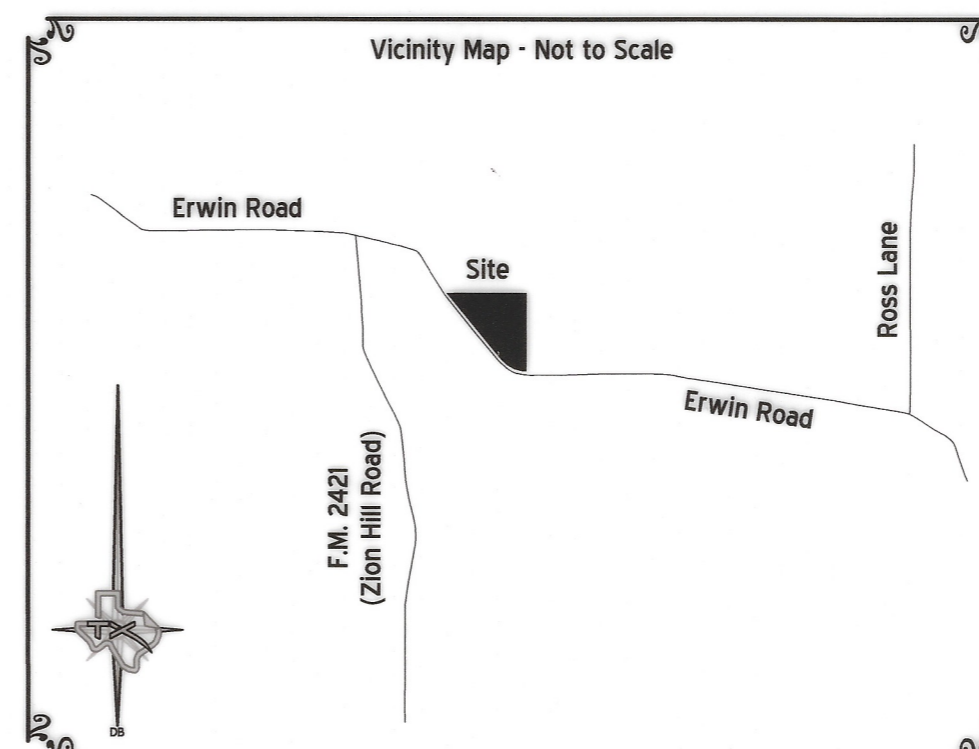 Vicinity Map - Not to Scale
Erwin Road
Site
Ross Lane
Erwin Road
F.M. 2421
(Zion Hill Road)
TX
DB